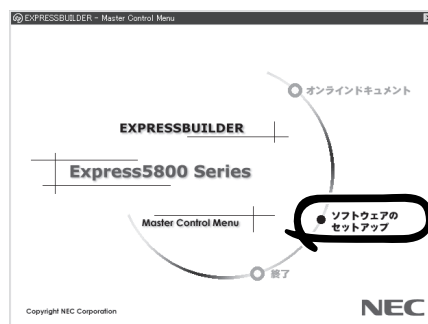 EXPRESSBUILDER - Master Control Menu
オンラインドキュメント
EXPRESSBUILDER
Express5800 Series
Master Control Menu
ソフトウェアの
セットアップ
終了
Copyright NEC Corporation
NEC